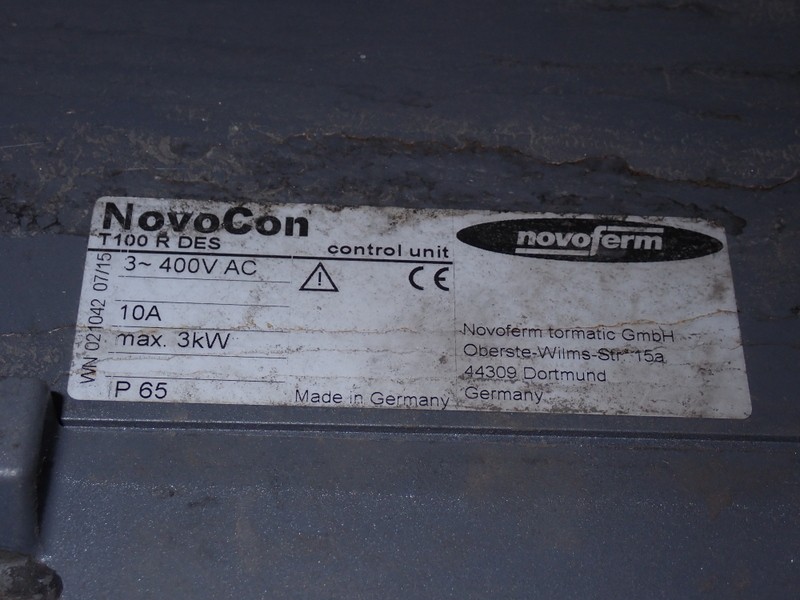 NovoCon
T100 R DES
control unit
novoferm
3~ 400V AC
CE
10A
max. 3kW
P 65
WN 021042 07/15
Made in Germany
Novoferm tormatic GmbH
Oberste-Wilms-Str. 15a
44309 Dortmund
Germany